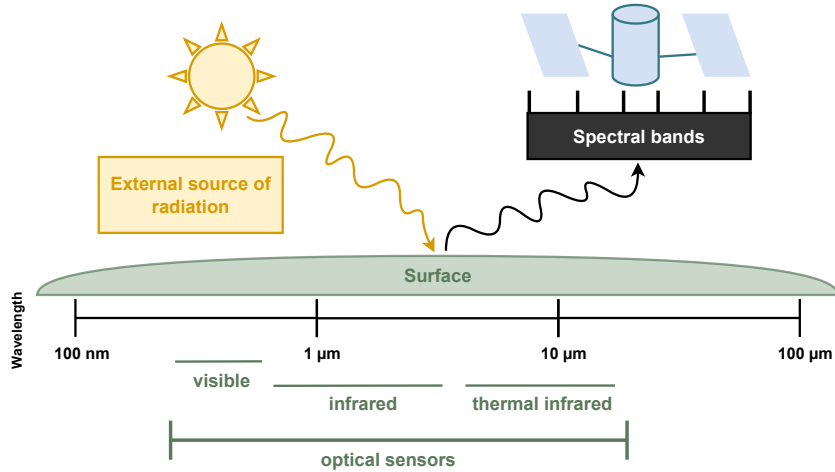 Spectral bands
External source of
radiation
Surface
Wavelength
100 nm
1 µm
10 µm
100 µm
visible
infrared
thermal infrared
optical sensors